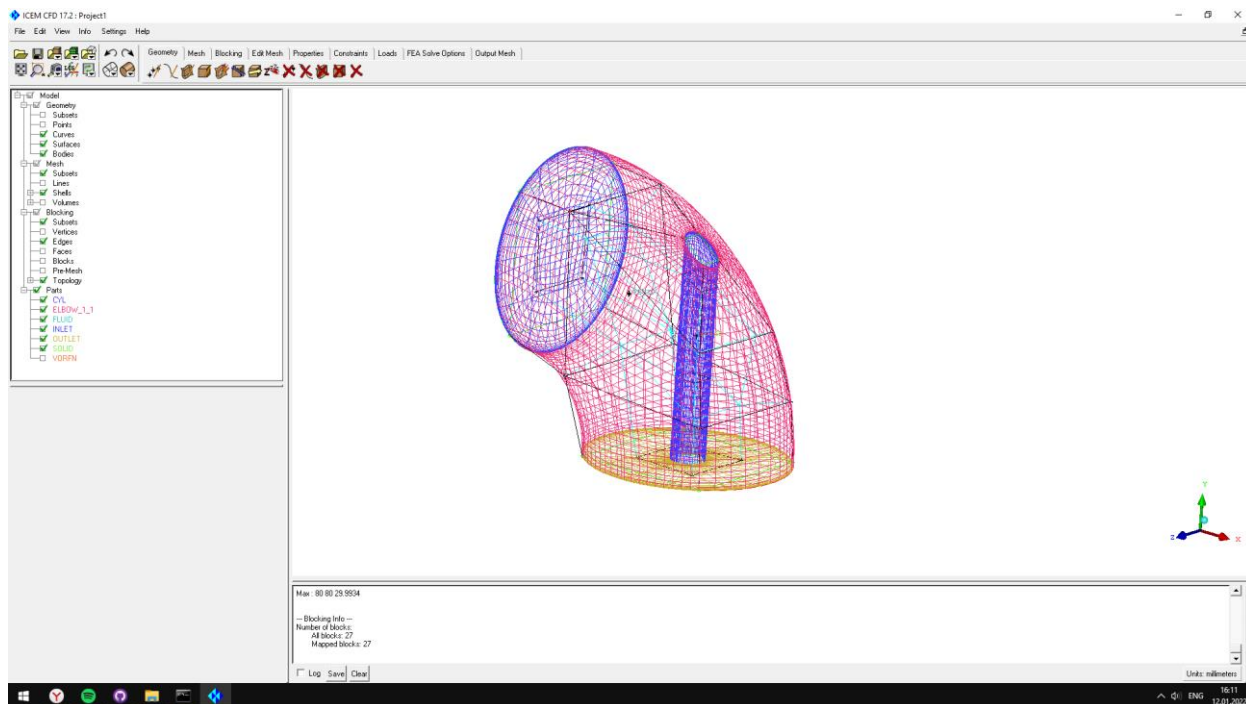 ICEM CFD 17.2 : Project1
File Edit View Info Settings Help
Geometry Mesh Blocking Edit Mesh Properties Constraints Loads FEA Solve Options Output Mesh
Model
Geometry
Subsets
Points
Curves
Surfaces
Bodies
Mesh
Subsets
Lines
Shells
Volumes
Blocking
Subsets
Vertices
Edges
Faces
Blocks
Pre-Mesh
Topology
Parts
CYL
ELBOW_1_1
FLUID
INLET
OUTLET
SOLID
VORFN
Y
Z
X
Max : 80 80 29.9934
--- Blocking Info ---
Number of blocks:
All blocks: 27
Mapped blocks: 27
Log Save Clear
Units: millimeters
ENG
16:11
12.01.2022